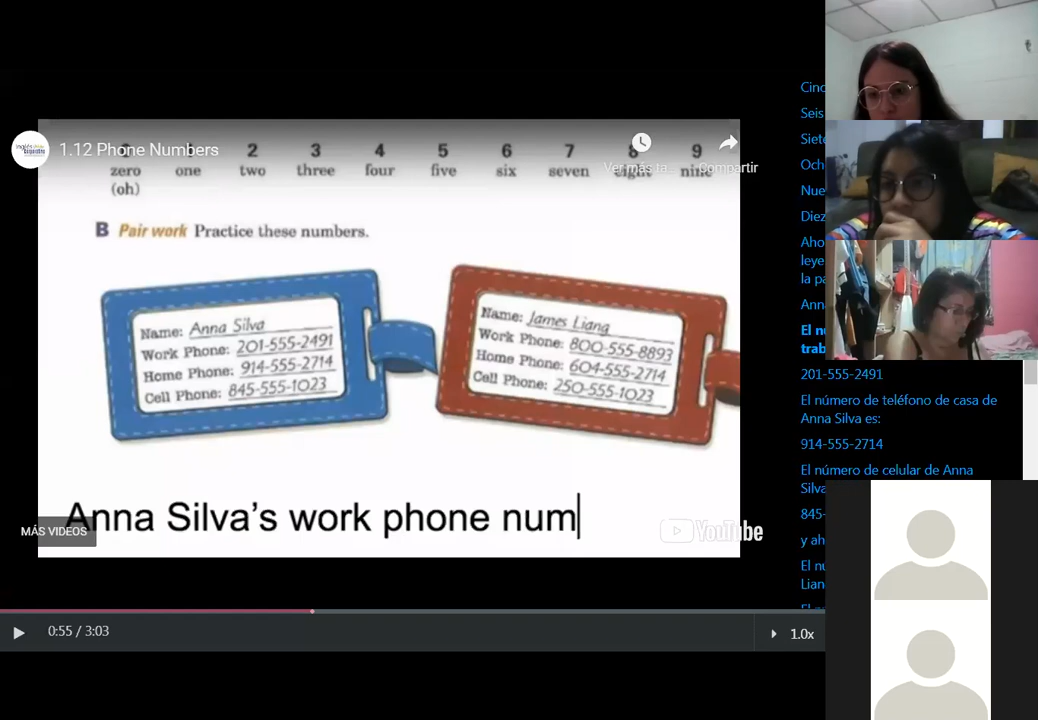 1.12 Phone Numbers
2 3 4 5 6 7 8 9
zero one two three four five six seven eight nine
(oh)
Ver más ta... Compartir
B Pair work Practice these numbers.
Name: Anna Silva
Work Phone: 201-555-2491
Home Phone: 914-555-2714
Cell Phone: 845-555-1023
Name: James Liang
Work Phone: 800-555-8893
Home Phone: 604-555-2714
Cell Phone: 250-555-1023
Anna Silva's work phone num
MÁS VIDEOS
YouTube
0:55 / 3:03
1.0x
Cinc
Seis
Siete
Och
Nue
Diez
Aho
leye
la pa
Anna
El nú
trab
201-555-2491
El número de teléfono de casa de
Anna Silva es:
914-555-2714
El número de celular de Anna
Silva
845-
y ah
El nú
Lian